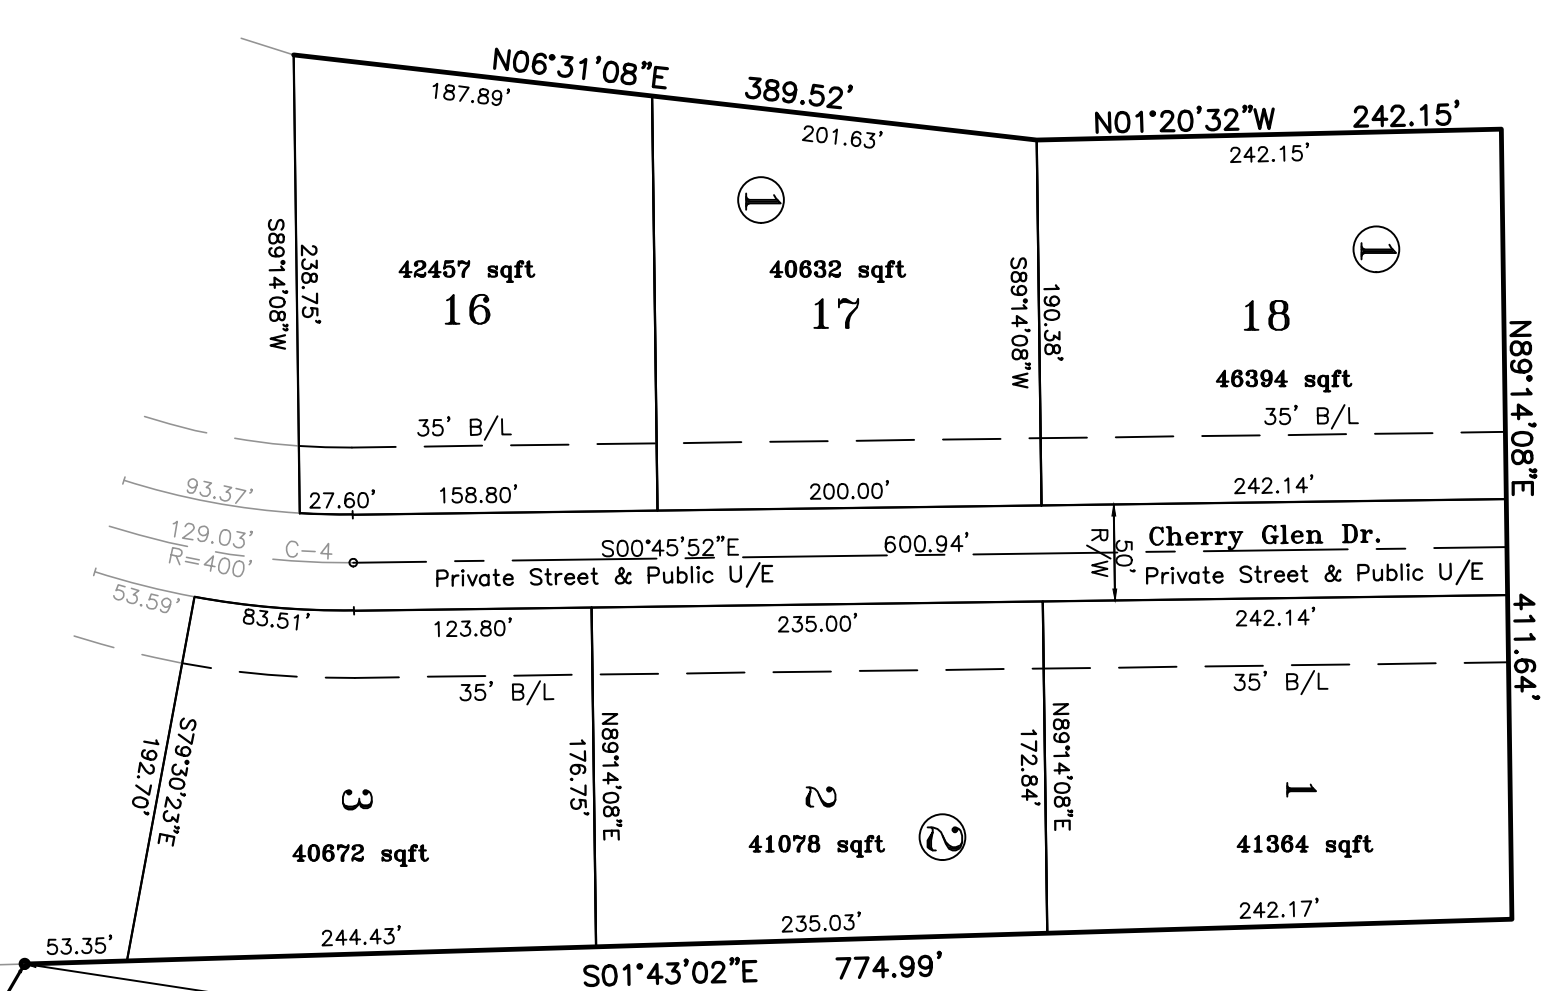 N06°31'08"E 389.52'
N01°20'32"W 242.15'
187.89'
201.63'
242.15'
1
1
S89°14'08"W
238.75'
42457 sqft
16
40632 sqft
17
S89°14'08"W
190.38'
18
46394 sqft
N89°14'08"E 411.64'
35' B/L
35' B/L
93.37'
27.60'
158.80'
200.00'
242.14'
129.03'
R=400'
C-4
S00°45'52"E 600.94'
Private Street & Public U/E
R/W
50'
Cherry Glen Dr.
Private Street & Public U/E
53.59'
83.51'
123.80'
235.00'
242.14'
35' B/L
35' B/L
192.70'
S79°30'23"E
3
40672 sqft
176.75'
N89°14'08"E
2
41078 sqft
2
172.84'
N89°14'08"E
1
41364 sqft
53.35'
244.43'
235.03'
242.17'
S01°43'02"E 774.99'